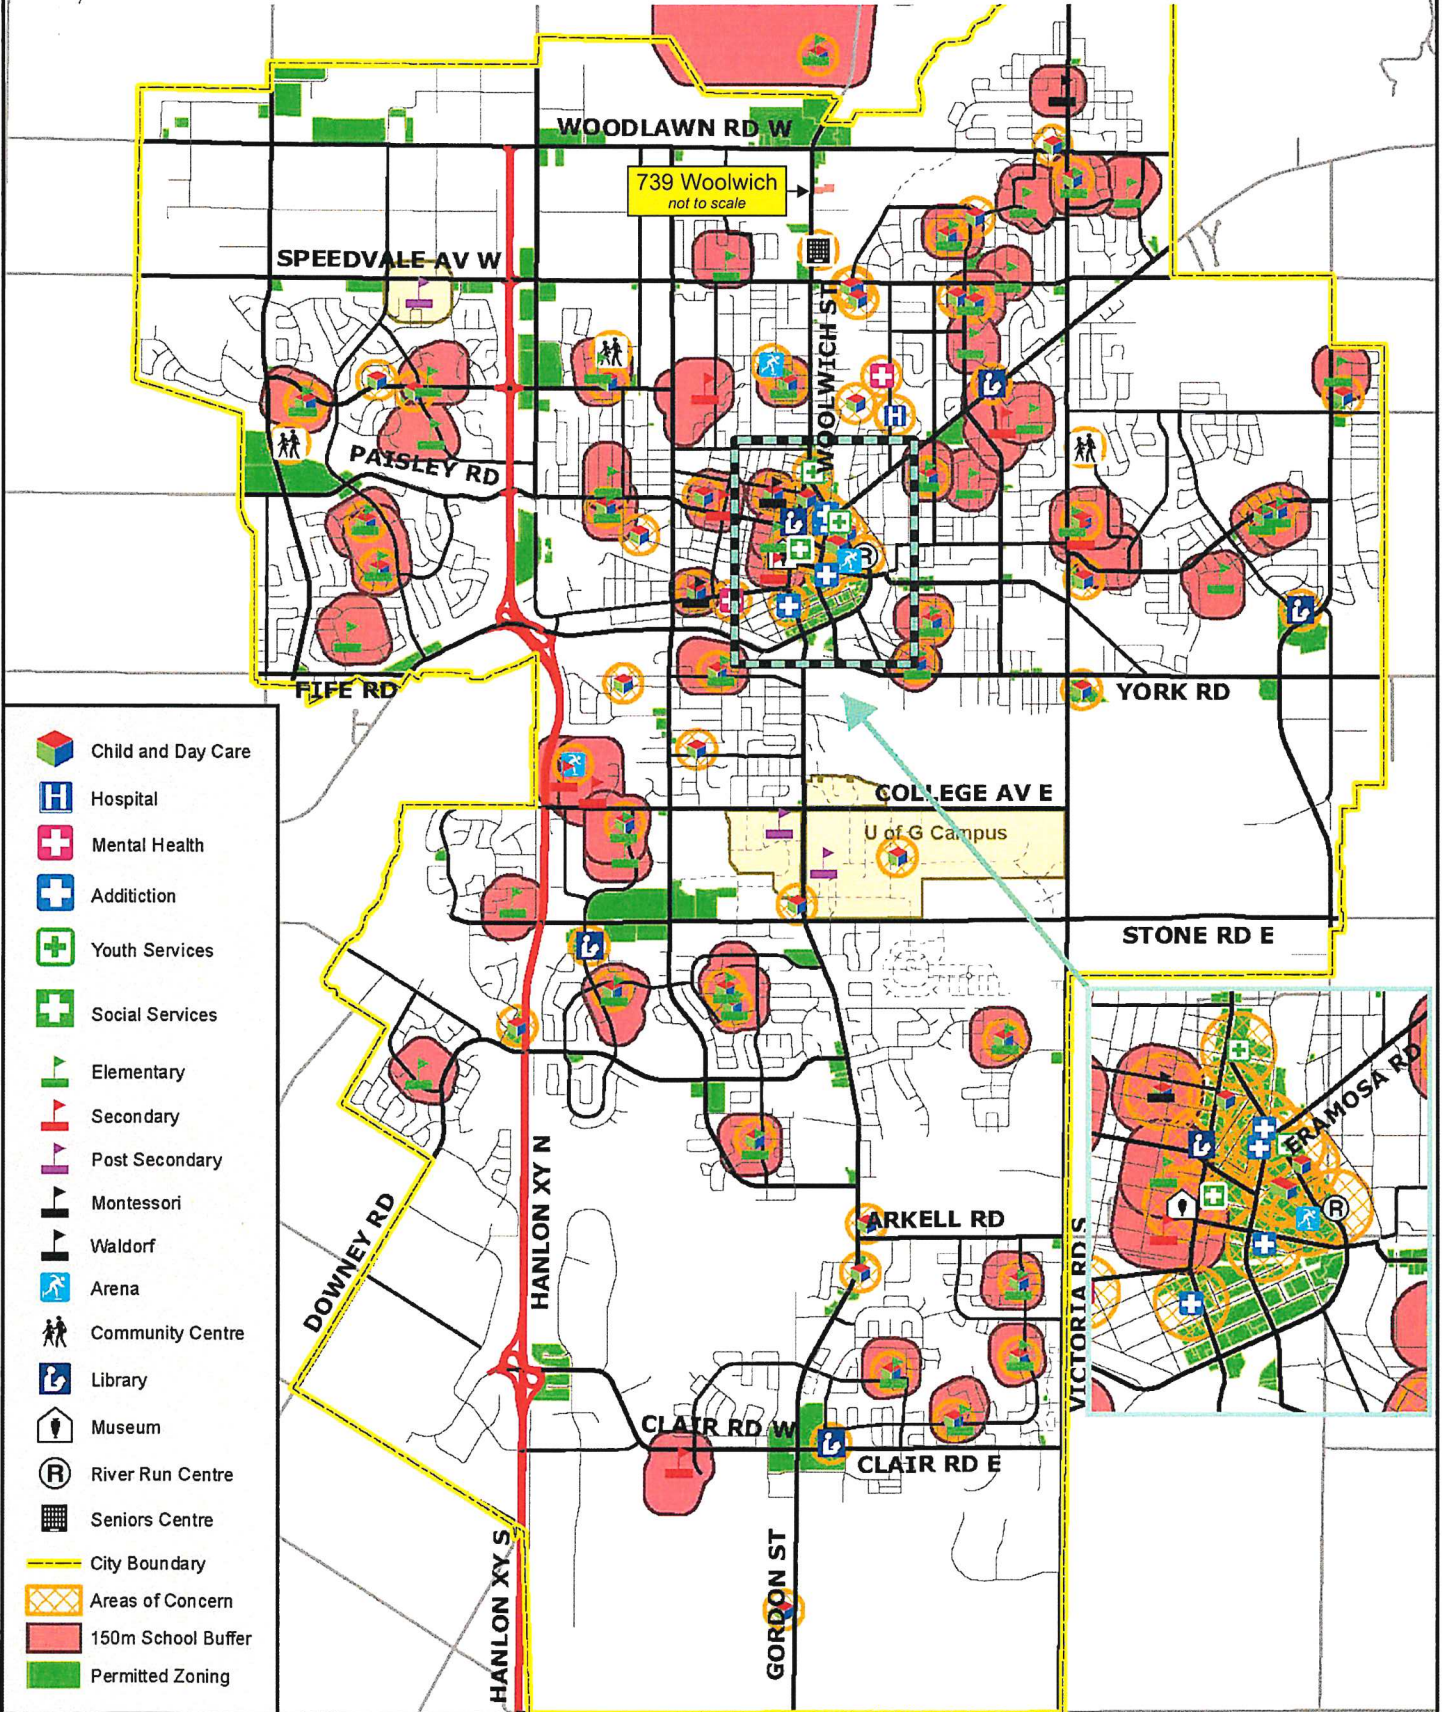 WOODLAWN RD W
739 Woolwich
not to scale
SPEEDVALE AV W
WOOLWICH ST
H
PAISLEY RD
R
FIFE RD
YORK RD
COLLEGE AV E
U of G Campus
STONE RD E
ERAMOSA RD
R
HANLON XY N
ARKELL RD
DOWNEY RD
VICTORIA RD S
CLAIR RD W
CLAIR RD E
HANLON XY S
GORDON ST
Child and Day Care
H Hospital
Mental Health
Additiction
Youth Services
Social Services
Elementary
Secondary
Post Secondary
Montessori
Waldorf
Arena
Community Centre
Library
Museum
R River Run Centre
Seniors Centre
City Boundary
Areas of Concern
150m School Buffer
Permitted Zoning